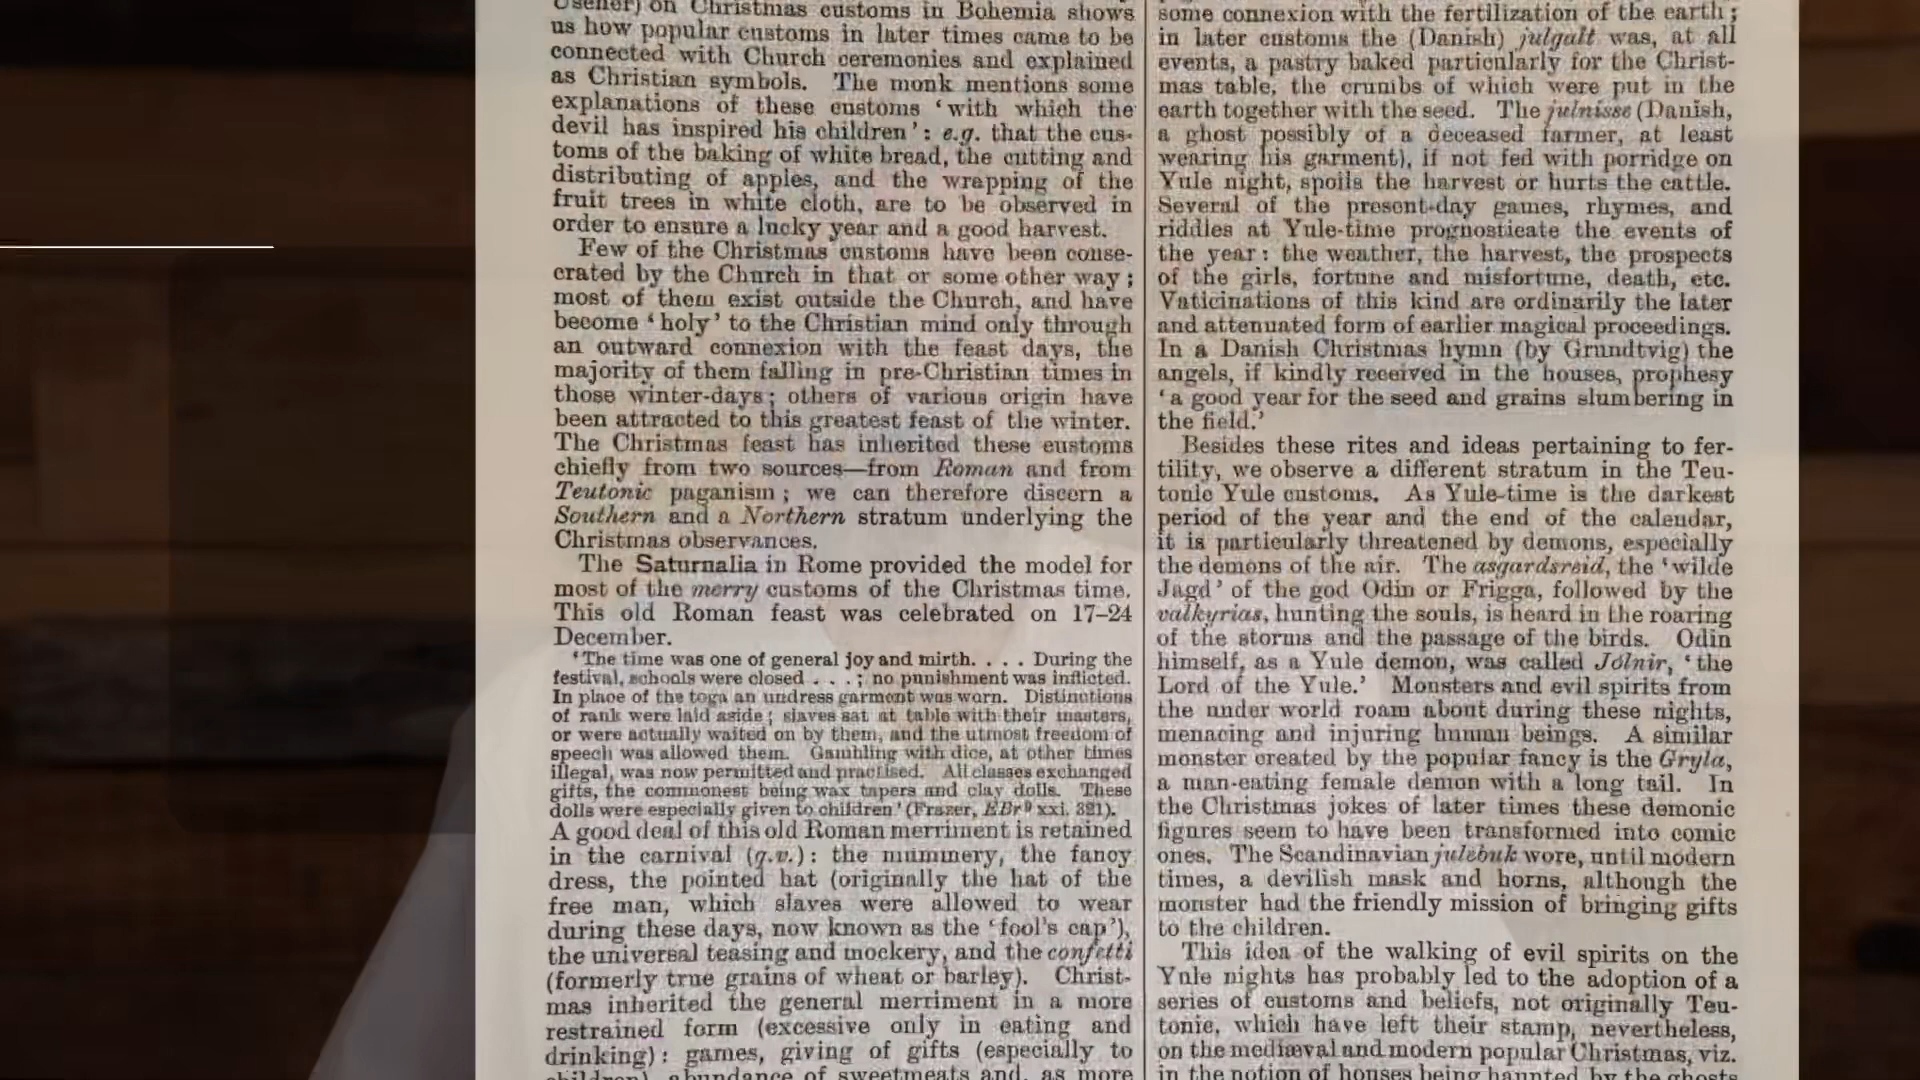 Usener) on Christmas customs in Bohemia shows
us how popular customs in later times came to be
connected with Church ceremonies and explained
as Christian symbols. The monk mentions some
explanations of these customs ‘with which the
devil has inspired his children’: e.g. that the cus-
toms of the baking of white bread, the cutting and
distributing of apples, and the wrapping of the
fruit trees in white cloth, are to be observed in
order to ensure a lucky year and a good harvest.
Few of the Christmas customs have been conse-
crated by the Church in that or some other way;
most of them exist outside the Church, and have
become ‘holy’ to the Christian mind only through
an outward connexion with the feast days, the
majority of them falling in pre-Christian times in
those winter-days; others of various origin have
been attracted to this greatest feast of the winter.
The Christmas feast has inherited these customs
chiefly from two sources—from Roman and from
Teutonic paganism; we can therefore discern a
Southern and a Northern stratum underlying the
Christmas observances.
The Saturnalia in Rome provided the model for
most of the merry customs of the Christmas time.
This old Roman feast was celebrated on 17–24
December.
‘The time was one of general joy and mirth. . . . During the
festival, schools were closed . . . ; no punishment was inflicted.
In place of the toga an undress garment was worn. Distinctions
of rank were laid aside; slaves sat at table with their masters,
or were actually waited on by them, and the utmost freedom of
speech was allowed them. Gambling with dice, at other times
illegal, was now permitted and practised. All classes exchanged
gifts, the commonest being wax tapers and clay dolls. These
dolls were especially given to children’ (Frazer, EBr⁹ xxi. 321).
A good deal of this old Roman merriment is retained
in the carnival (q.v.): the mummery, the fancy
dress, the pointed hat (originally the hat of the
free man, which slaves were allowed to wear
during these days, now known as the ‘fool's cap’),
the universal teasing and mockery, and the confetti
(formerly true grains of wheat or barley). Christ-
mas inherited the general merriment in a more
restrained form (excessive only in eating and
drinking): games, giving of gifts (especially to
children), abundance of sweetmeats and, as more
some connexion with the fertilization of the earth;
in later customs the (Danish) julgalt was, at all
events, a pastry baked particularly for the Christ-
mas table, the crumbs of which were put in the
earth together with the seed. The julnisse (Danish,
a ghost possibly of a deceased farmer, at least
wearing his garment), if not fed with porridge on
Yule night, spoils the harvest or hurts the cattle.
Several of the present-day games, rhymes, and
riddles at Yule-time prognosticate the events of
the year: the weather, the harvest, the prospects
of the girls, fortune and misfortune, death, etc.
Vaticinations of this kind are ordinarily the later
and attenuated form of earlier magical proceedings.
In a Danish Christmas hymn (by Grundtvig) the
angels, if kindly received in the houses, prophesy
‘a good year for the seed and grains slumbering in
the field.’
Besides these rites and ideas pertaining to fer-
tility, we observe a different stratum in the Teu-
tonic Yule customs. As Yule-time is the darkest
period of the year and the end of the calendar,
it is particularly threatened by demons, especially
the demons of the air. The asgardsreid, the ‘wilde
Jagd’ of the god Odin or Frigga, followed by the
valkyrias, hunting the souls, is heard in the roaring
of the storms and the passage of the birds. Odin
himself, as a Yule demon, was called Jólnir, ‘the
Lord of the Yule.’ Monsters and evil spirits from
the under world roam about during these nights,
menacing and injuring human beings. A similar
monster created by the popular fancy is the Gryla,
a man-eating female demon with a long tail. In
the Christmas jokes of later times these demonic
figures seem to have been transformed into comic
ones. The Scandinavian julebuk wore, until modern
times, a devilish mask and horns, although the
monster had the friendly mission of bringing gifts
to the children.
This idea of the walking of evil spirits on the
Yule nights has probably led to the adoption of a
series of customs and beliefs, not originally Teu-
tonic, which have left their stamp, nevertheless,
on the mediæval and modern popular Christmas, viz.
in the notion of houses being haunted by the ghosts